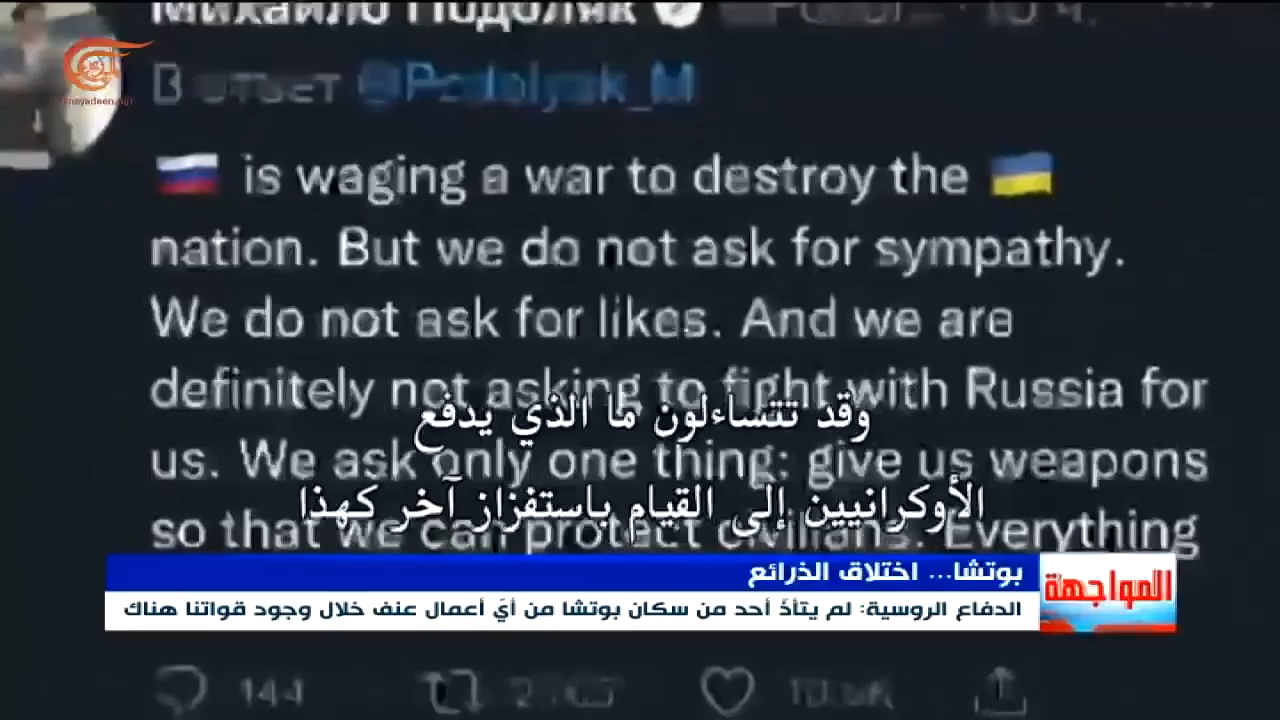 Михайло Подоляк
В ответ @Podolyak_M
is waging a war to destroy the
nation. But we do not ask for sympathy.
We do not ask for likes. And we are
definitely not asking to fight with Russia for
us. We ask only one thing: give us weapons
so that we can protect civilians. Everything
وقد تتساءلون ما الذي يدفع
الأوكرانيين إلى القيام باستفزاز آخر كهذا
بوتشا... اختلاق الذرائع
المواجهة
الدفاع الروسية: لم يتأذَ أحد من سكان بوتشا من أيّ أعمال عنف خلال وجود قواتنا هناك
144